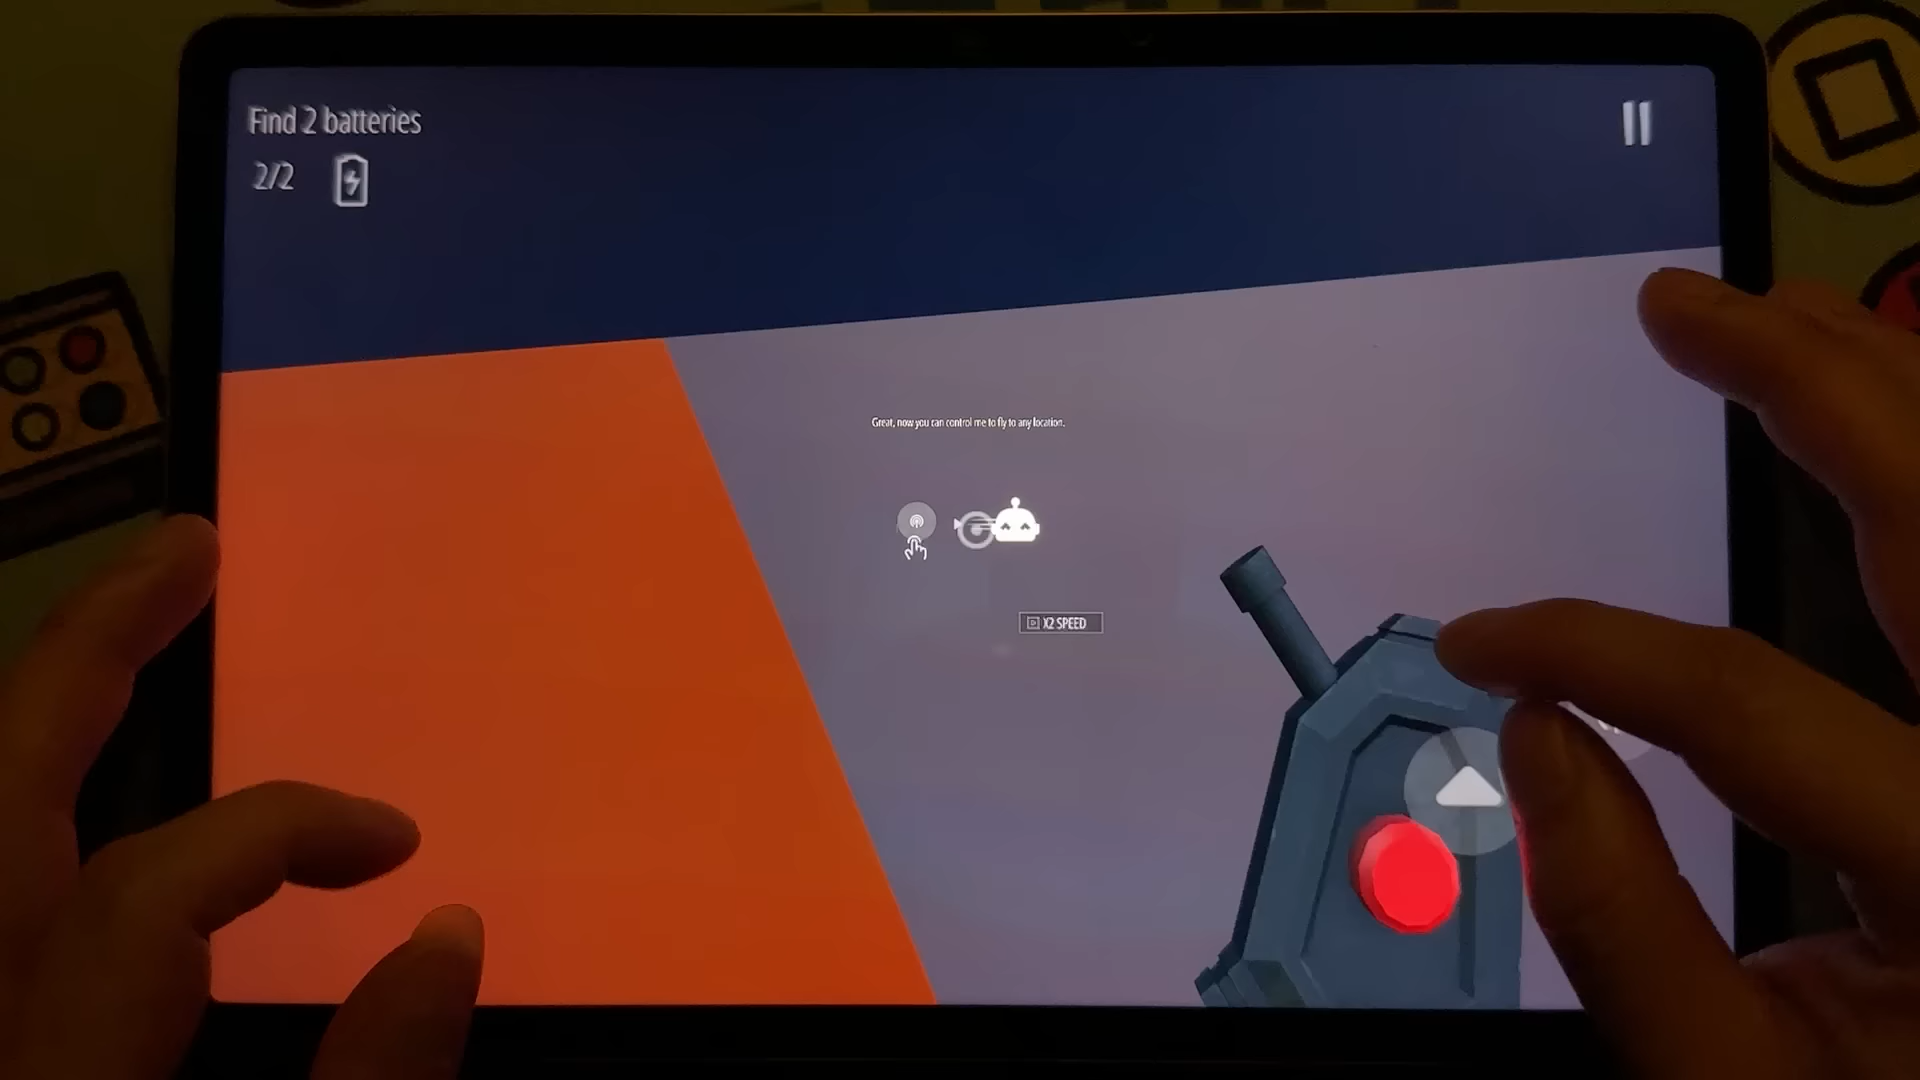 Find 2 batteries
2/2
Great, now you can control me to fly to any location.
X2 SPEED